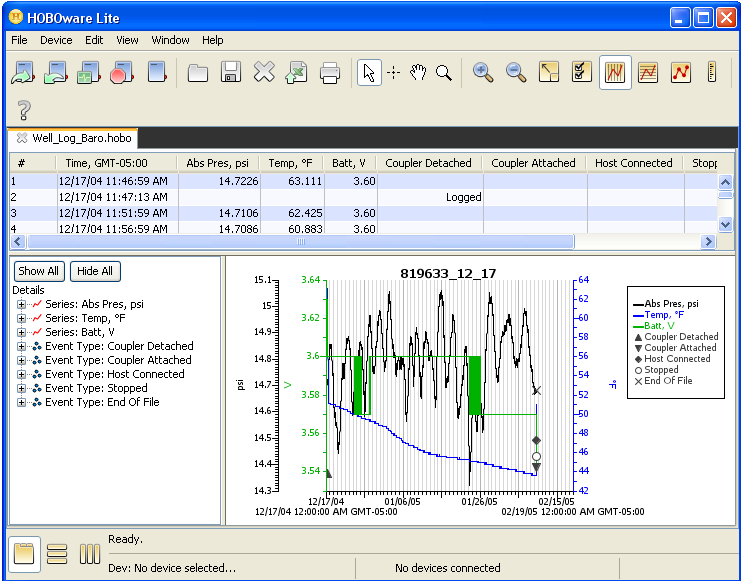 HOBOware Lite
File Device Edit View Window Help
Well_Log_Baro.hobo
# Time, GMT-05:00 Abs Pres, psi Temp, °F Batt, V Coupler Detached Coupler Attached Host Connected Stopp
1 12/17/04 11:46:59 AM 14.7226 63.111 3.60
2 12/17/04 11:47:13 AM Logged
3 12/17/04 11:51:59 AM 14.7106 62.425 3.60
4 12/17/04 11:56:59 AM 14.7086 60.883 3.60
Show All Hide All
Details
Series: Abs Pres, psi
Series: Temp, °F
Series: Batt, V
Event Type: Coupler Detached
Event Type: Coupler Attached
Event Type: Host Connected
Event Type: Stopped
Event Type: End Of File
819633_12_17
15.1
15
14.9
14.8
14.7
14.6
14.5
14.4
14.3
psi
3.64
3.62
3.6
3.58
3.56
3.54
V
64
62
60
58
56
54
52
50
48
46
44
42
°F
12/17/04 01/06/05 01/26/05 02/15/05
12/17/04 12:00:00 AM GMT-05:00 02/19/05 12:00:00 AM GMT-05:00
Abs Pres, psi
Temp, °F
Batt, V
Coupler Detached
Coupler Attached
Host Connected
Stopped
End Of File
Ready.
Dev: No device selected... No devices connected